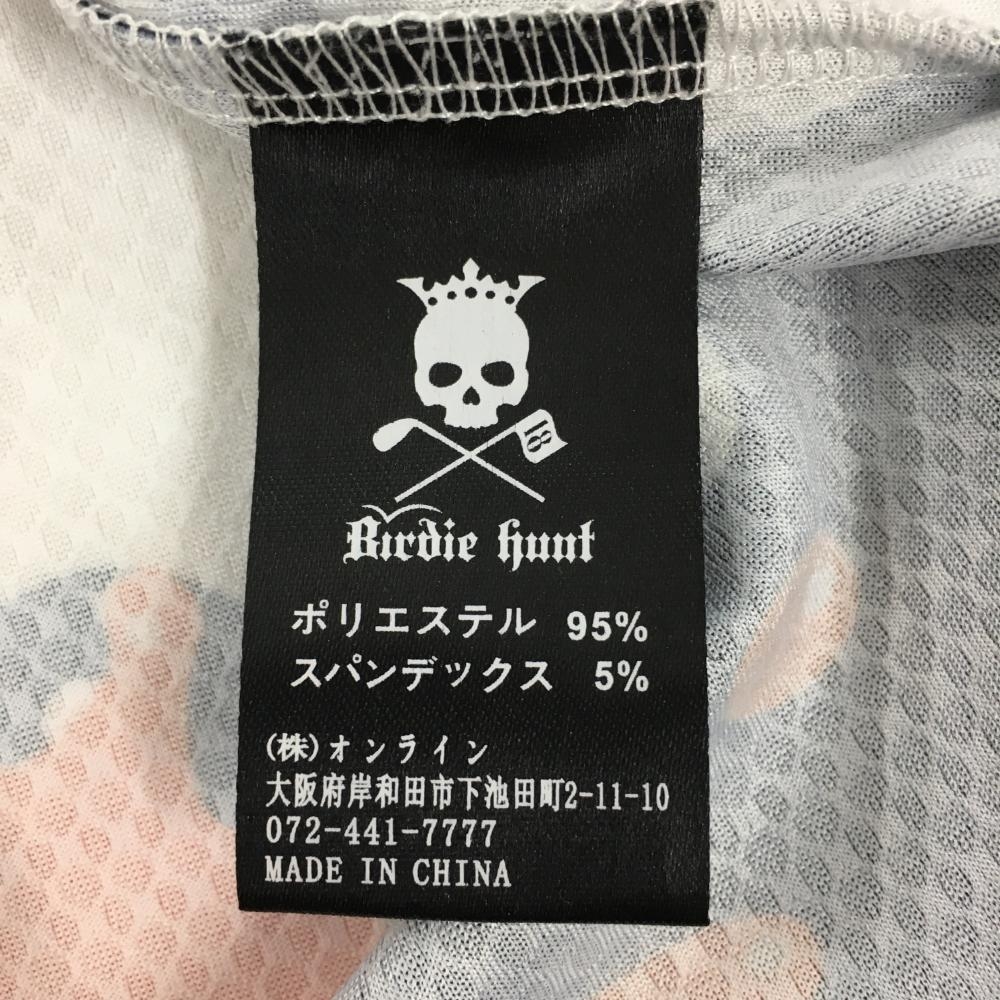 18
Birdie hunt
ポリエステル 95%
スパンデックス 5%
(株)オンライン
大阪府岸和田市下池田町2-11-10
072-441-7777
MADE IN CHINA